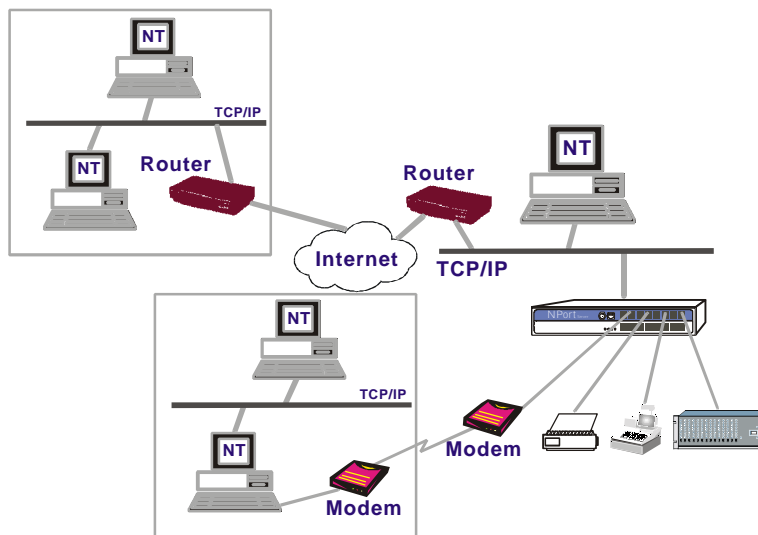 NT
TCP/IP
NT
Router
Router
NT
Internet
TCP/IP
NPort
NT
TCP/IP
NT
Modem
Modem